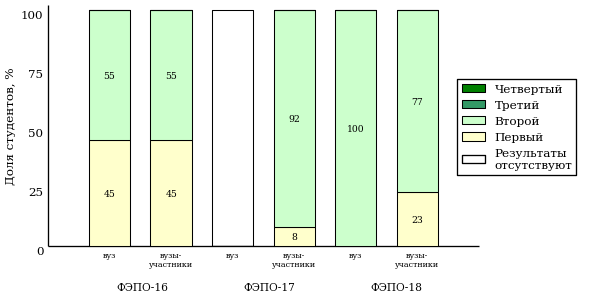 Доля студентов, %
100
75
50
25
0
55
45
55
45
92
8
100
77
23
вуз
вузы-
участники
вуз
вузы-
участники
вуз
вузы-
участники
ФЭПО-16
ФЭПО-17
ФЭПО-18
Четвертый
Третий
Второй
Первый
Результаты
отсутствуют